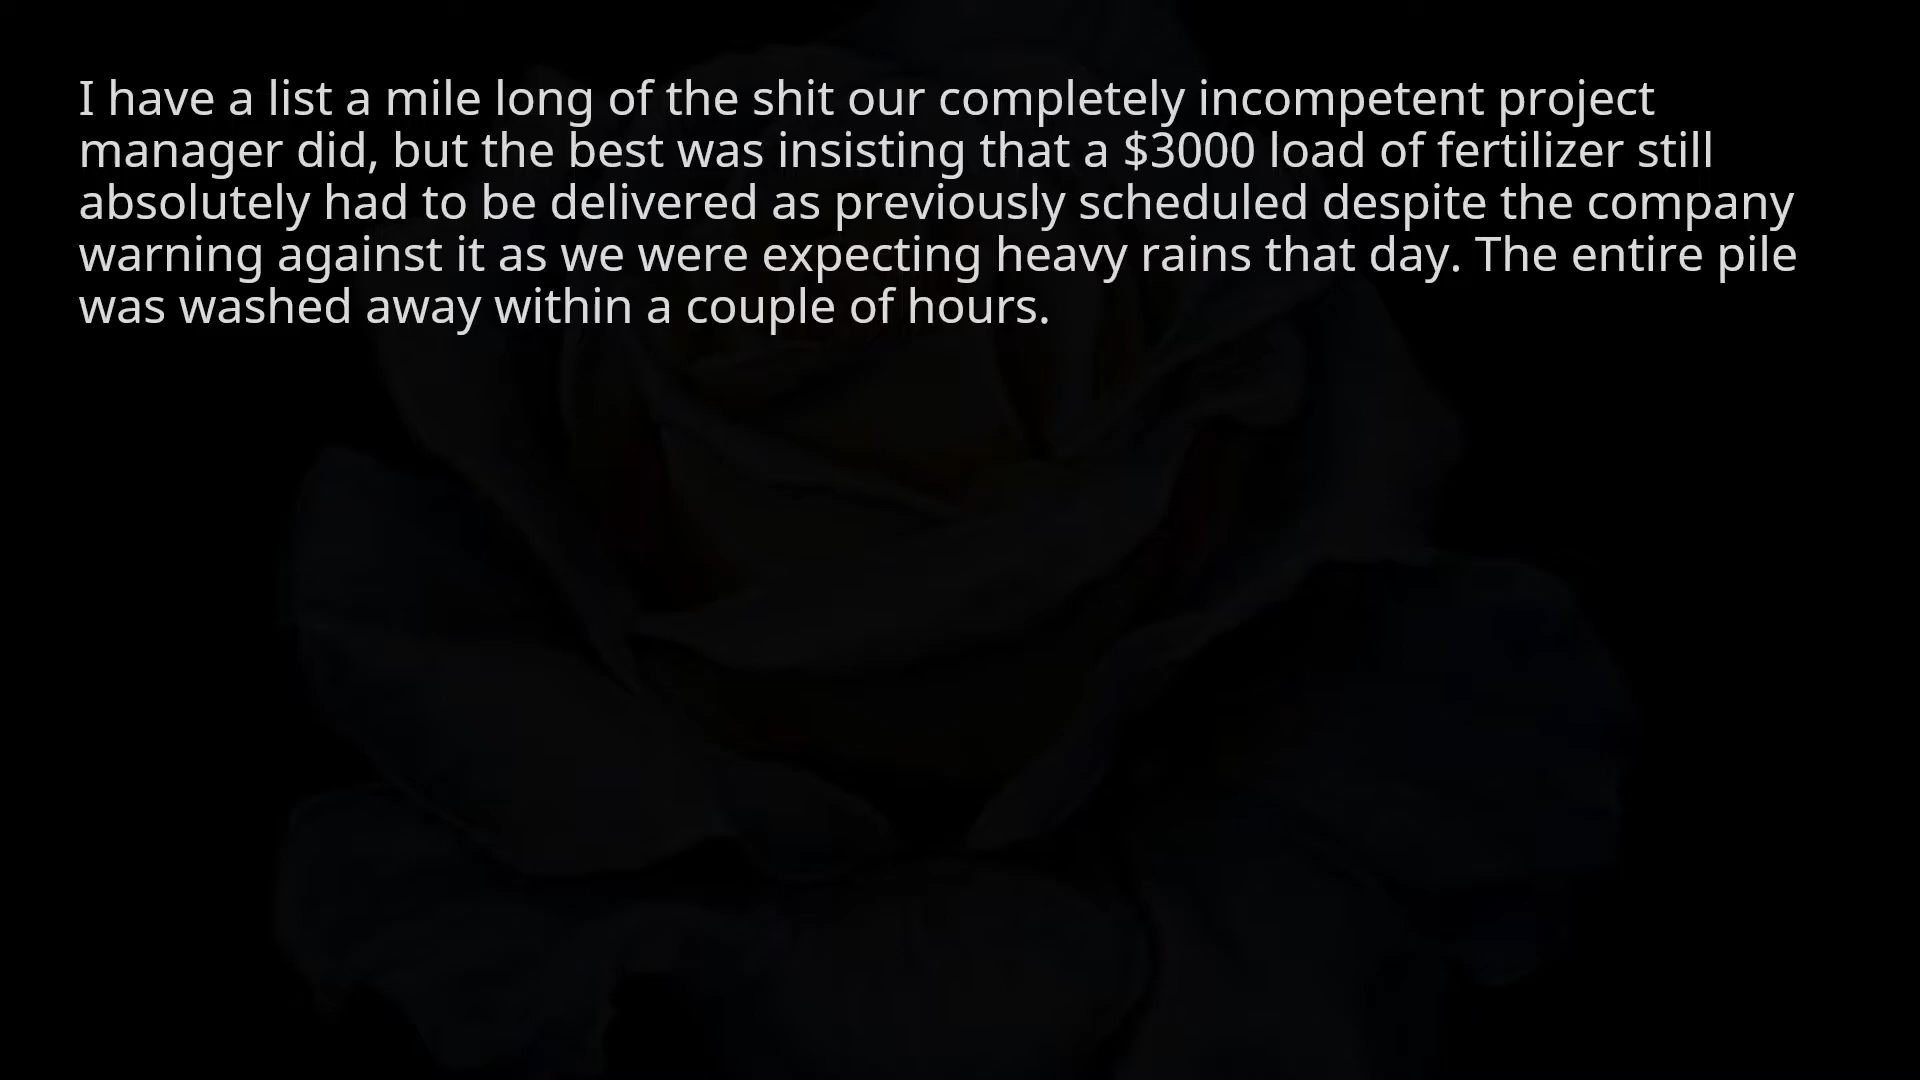 I have a list a mile long of the shit our completely incompetent project
manager did, but the best was insisting that a $3000 load of fertilizer still
absolutely had to be delivered as previously scheduled despite the company
warning against it as we were expecting heavy rains that day. The entire pile
was washed away within a couple of hours.